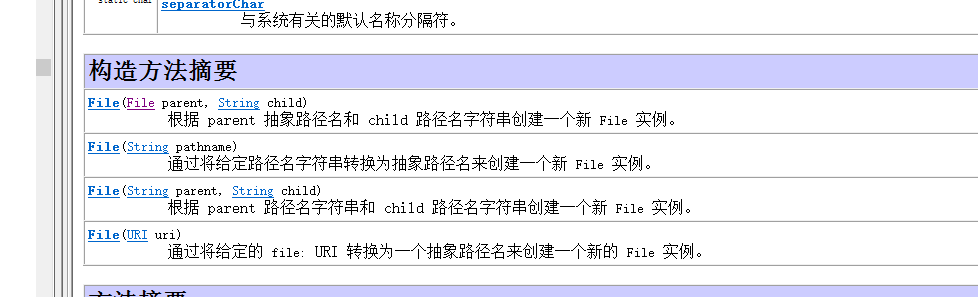 static char
separatorChar
与系统有关的默认名称分隔符。
构造方法摘要
File(File parent, String child)
根据 parent 抽象路径名和 child 路径名字符串创建一个新 File 实例。
File(String pathname)
通过将给定路径名字符串转换为抽象路径名来创建一个新 File 实例。
File(String parent, String child)
根据 parent 路径名字符串和 child 路径名字符串创建一个新 File 实例。
File(URI uri)
通过将给定的 file: URI 转换为一个抽象路径名来创建一个新的 File 实例。
方法摘要